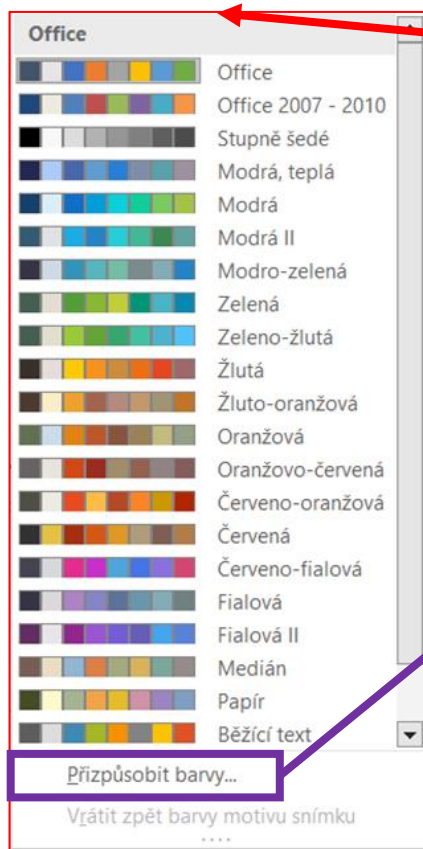 Office
Office
Office 2007 - 2010
Stupně šedé
Modrá, teplá
Modrá
Modrá II
Modro-zelená
Zelená
Zeleno-žlutá
Žlutá
Žluto-oranžová
Oranžová
Oranžovo-červená
Červeno-oranžová
Červená
Červeno-fialová
Fialová
Fialová II
Medián
Papír
Běžící text
Přizpůsobit barvy...
Vrátit zpět barvy motivu snímku